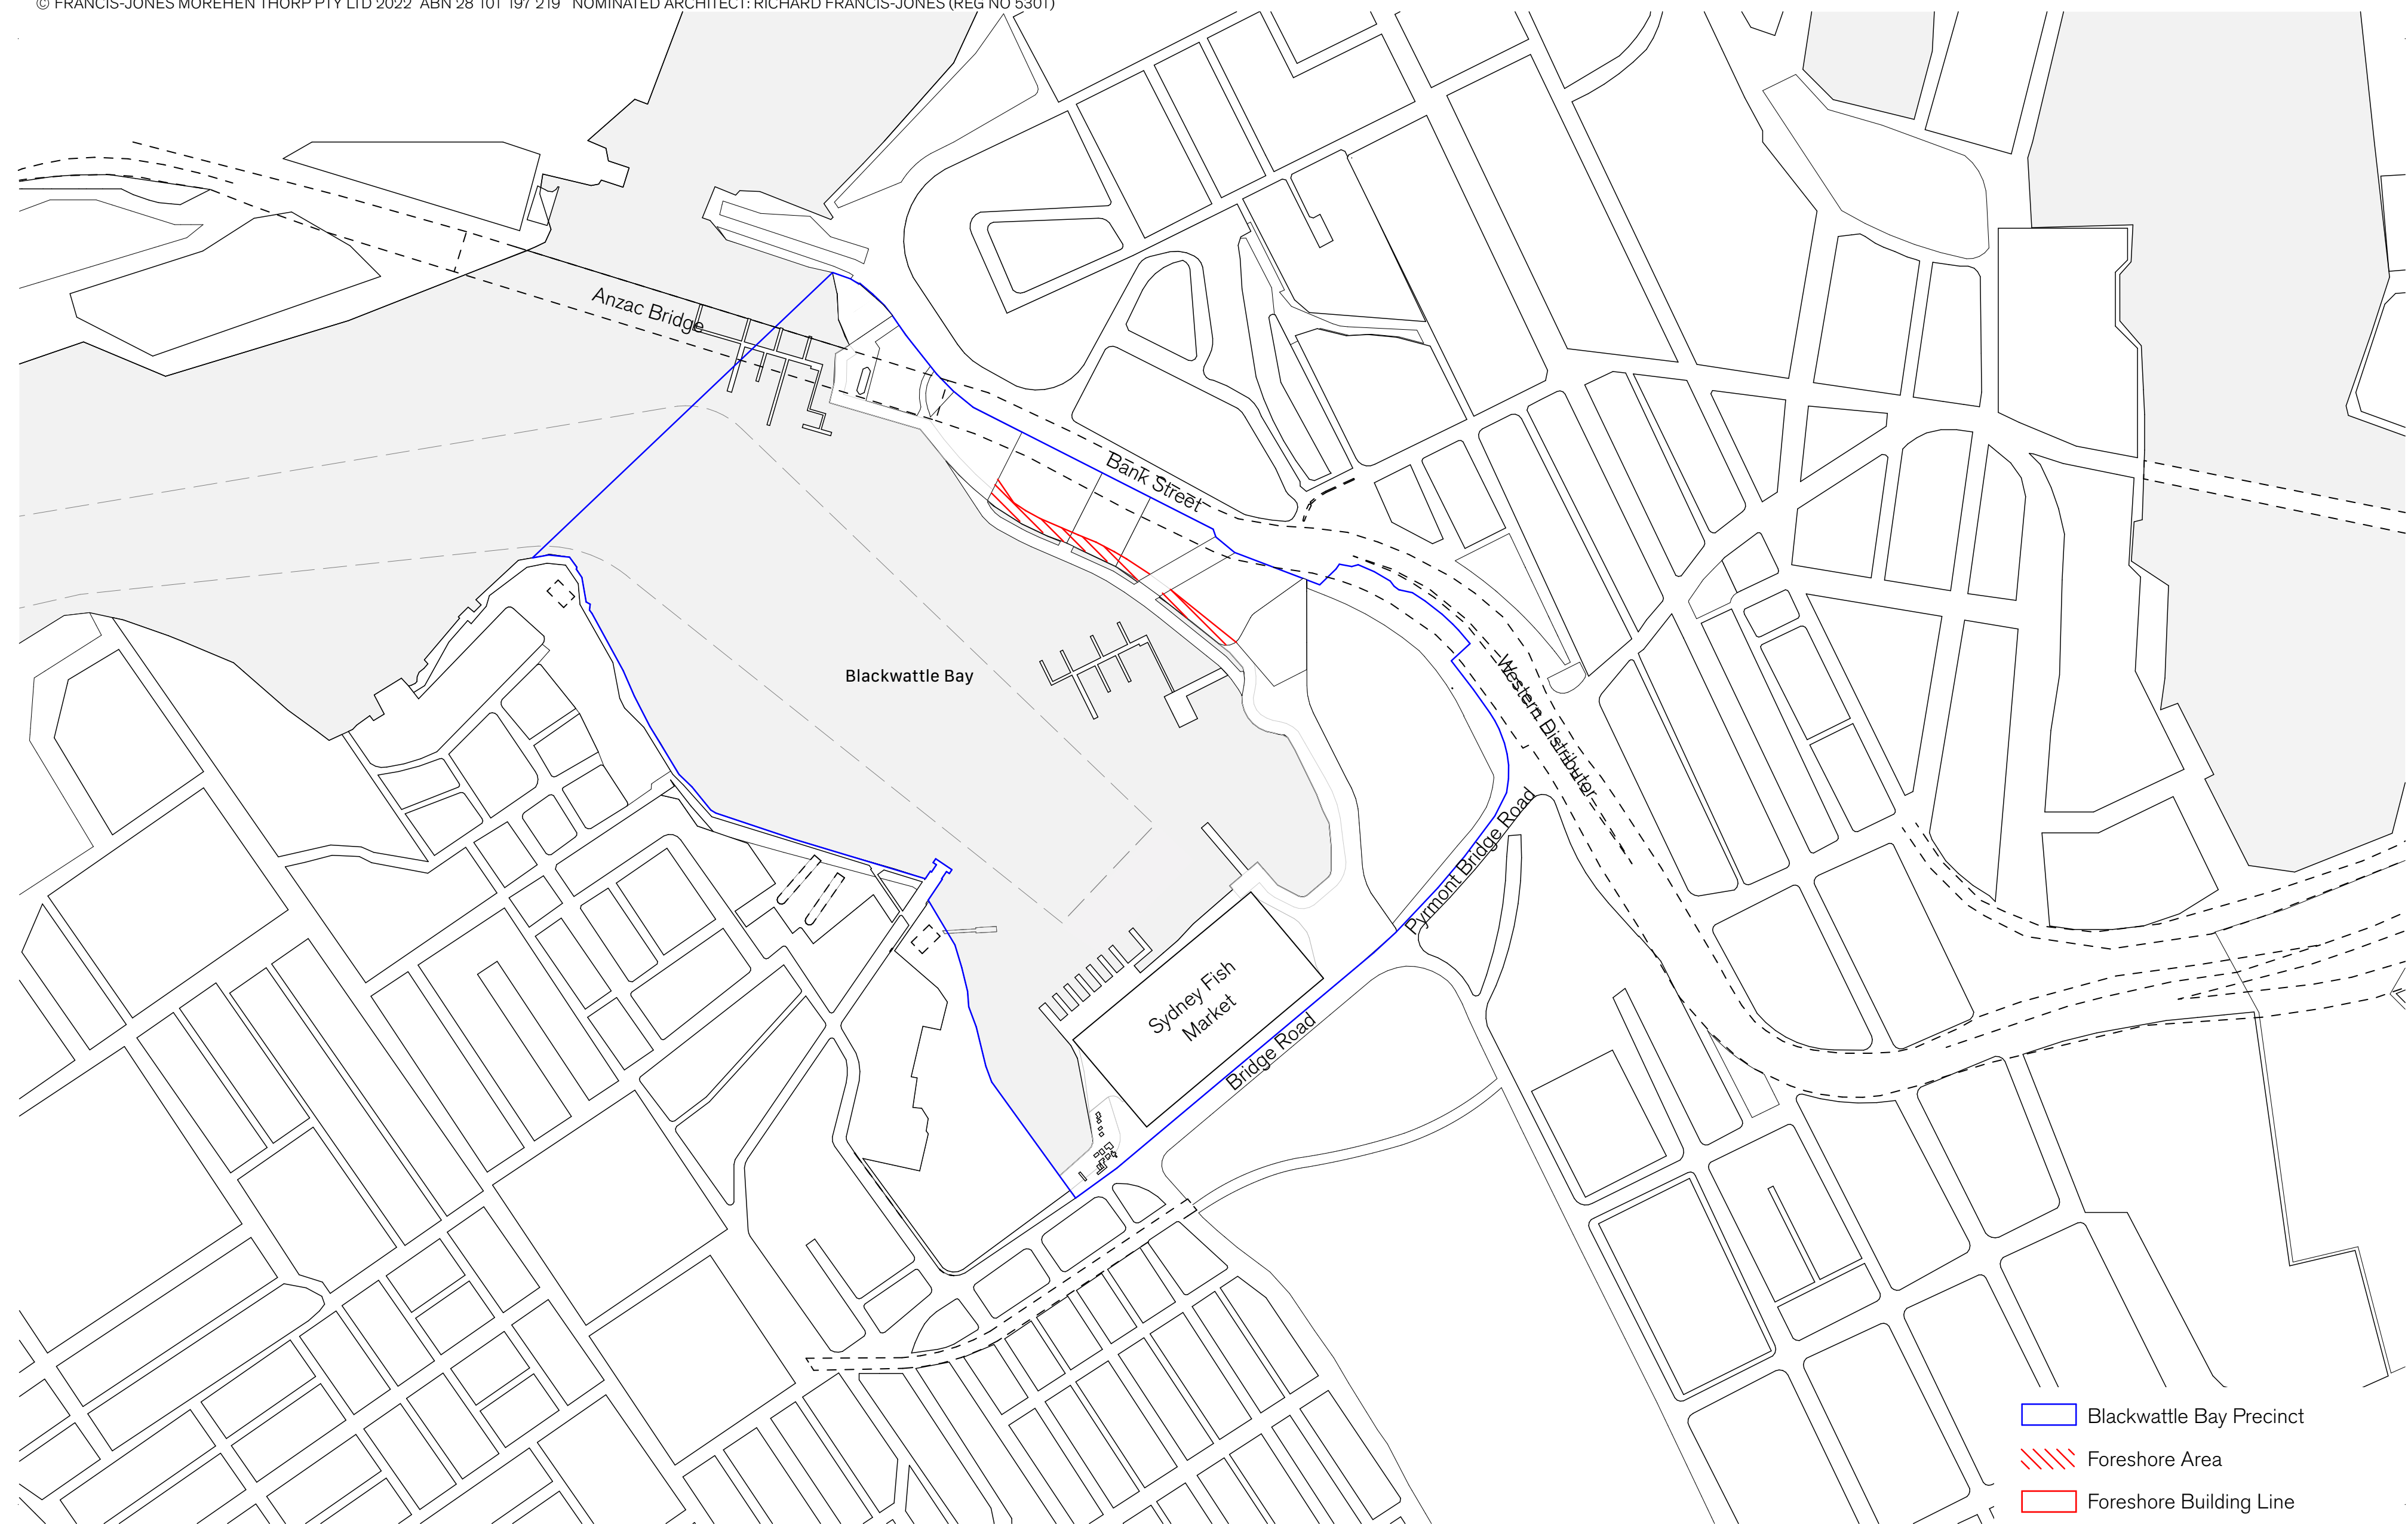 © FRANCIS-JONES MOREHEN THORP PTY LTD 2022 ABN 28 101 197 219 NOMINATED ARCHITECT: RICHARD FRANCIS-JONES (REG NO 5301)
Anzac Bridge
Bank Street
Blackwattle Bay
Western Distributor
Pyrmont Bridge Road
Sydney Fish
Market
Bridge Road
Blackwattle Bay Precinct
Foreshore Area
Foreshore Building Line